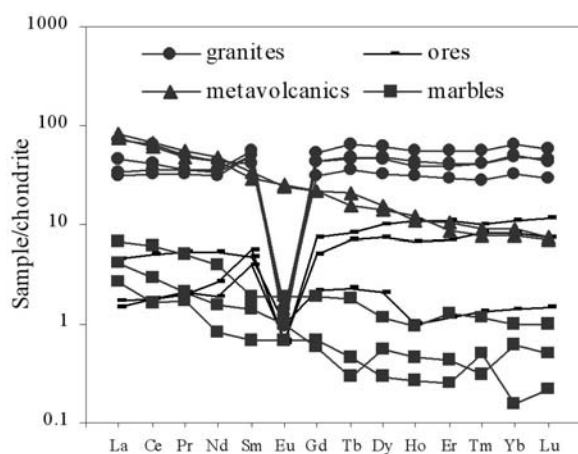 1000
granites ores
metavolcanics marbles
100
10
1
0.1
Sample/chondrite
La Ce Pr Nd Sm Eu Gd Tb Dy Ho Er Tm Yb Lu